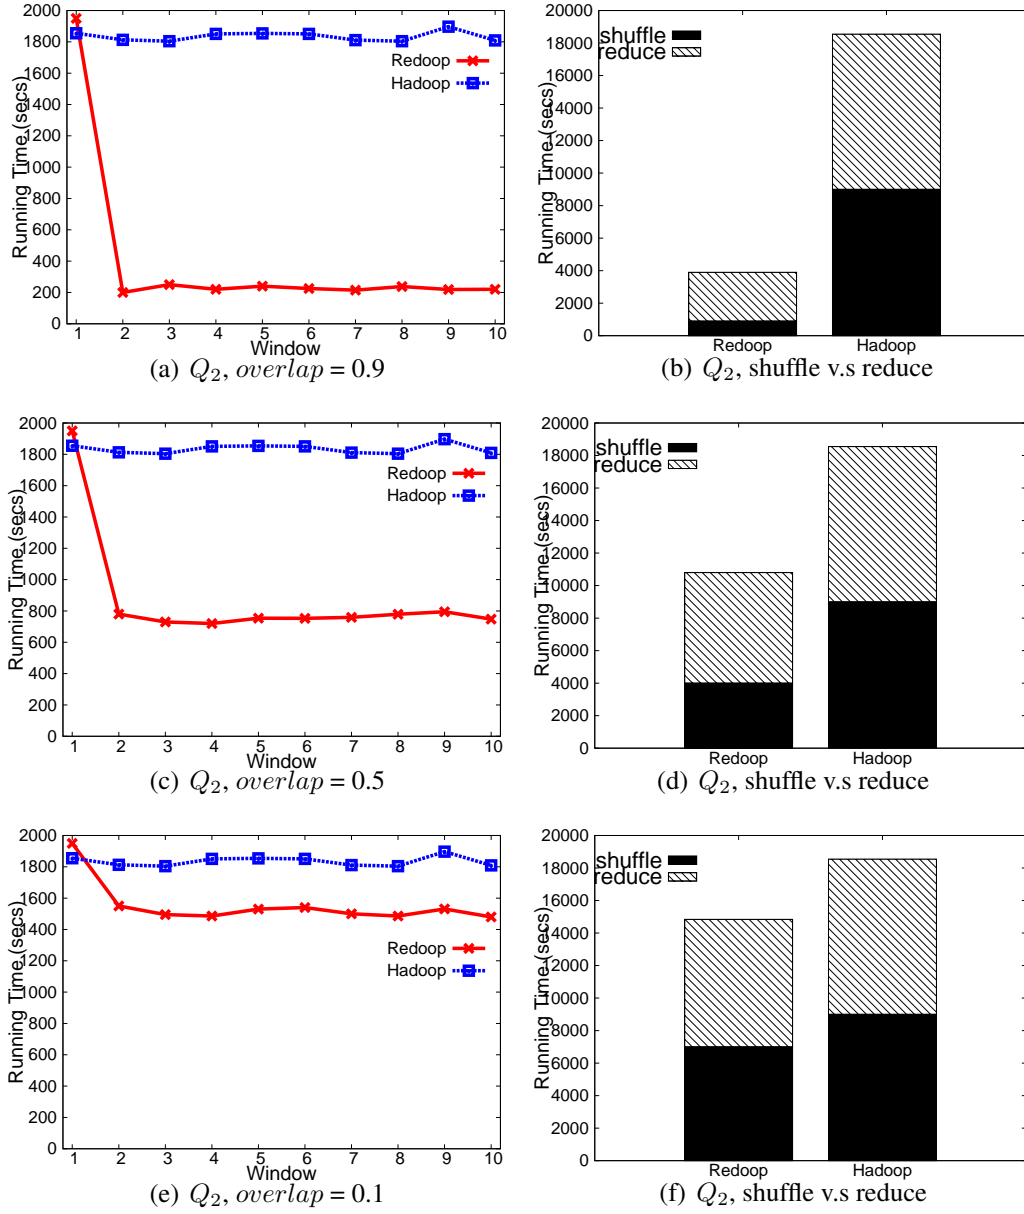 2000
1800
1600
1400
1200
1000
800
600
400
200
0
Running Time (secs)
Redoop
Hadoop
1 2 3 4 5 6 7 8 9 10
Window
(a) Q2, overlap = 0.9
20000
18000
16000
14000
12000
10000
8000
6000
4000
2000
0
Running Time (secs)
shuffle
reduce
Redoop Hadoop
(b) Q2, shuffle v.s reduce
2000
1800
1600
1400
1200
1000
800
600
400
200
0
Running Time (secs)
Redoop
Hadoop
1 2 3 4 5 6 7 8 9 10
Window
(c) Q2, overlap = 0.5
20000
18000
16000
14000
12000
10000
8000
6000
4000
2000
0
Running Time (secs)
shuffle
reduce
Redoop Hadoop
(d) Q2, shuffle v.s reduce
2000
1800
1600
1400
1200
1000
800
600
400
200
0
Running Time (secs)
Redoop
Hadoop
1 2 3 4 5 6 7 8 9 10
Window
(e) Q2, overlap = 0.1
20000
18000
16000
14000
12000
10000
8000
6000
4000
2000
0
Running Time (secs)
shuffle
reduce
Redoop Hadoop
(f) Q2, shuffle v.s reduce